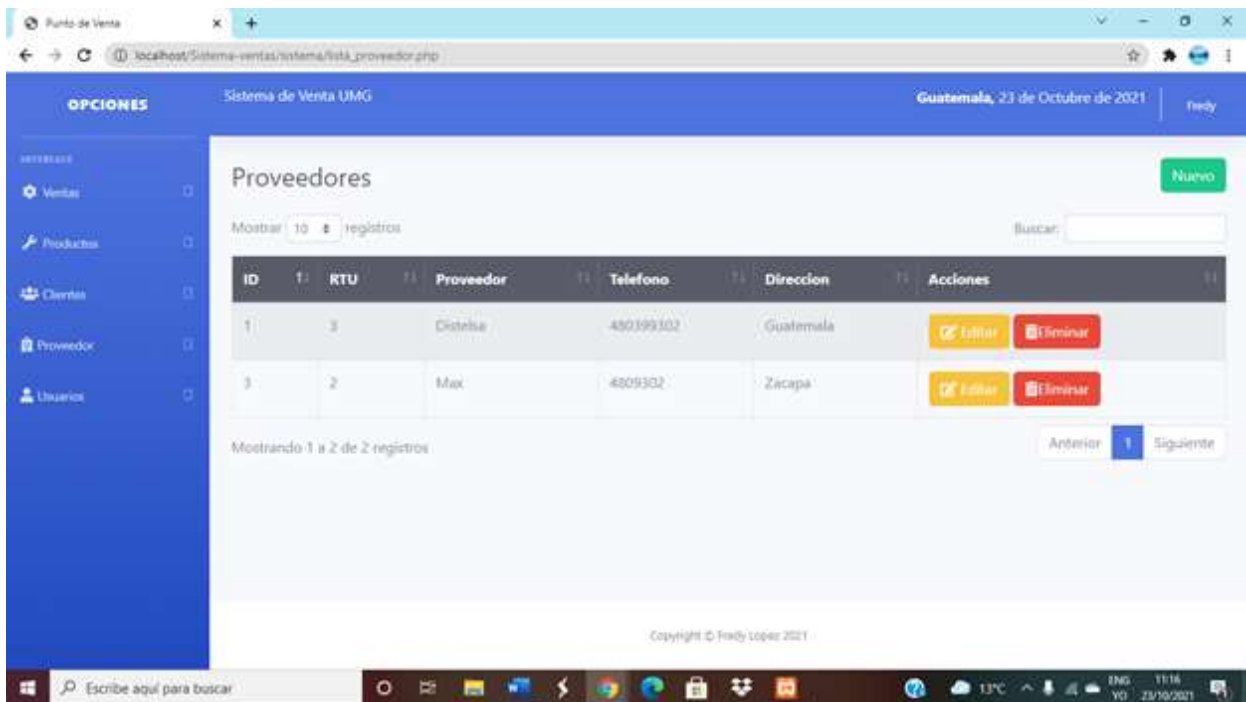 Punto de Venta
localhost/Sistema-ventas/sistema/lista_proveedor.php
OPCIONES
Sistema de Venta UMG
Guatemala, 23 de Octubre de 2021
Fredy
INTERFACE
Ventas
Productos
Clientes
Proveedor
Usuarios
Proveedores
Nuevo
Mostrar 10 registros
Buscar:
ID RTU Proveedor Telefono Direccion Acciones
1 3 Distelsa 480399302 Guatemala Editar Eliminar
3 2 Max 4809302 Zacapa Editar Eliminar
Mostrando 1 a 2 de 2 registros
Anterior 1 Siguiente
Copyright © Fredy Lopez 2021
Escribe aquí para buscar
13°C
ENG
YO
11:16
23/10/2021